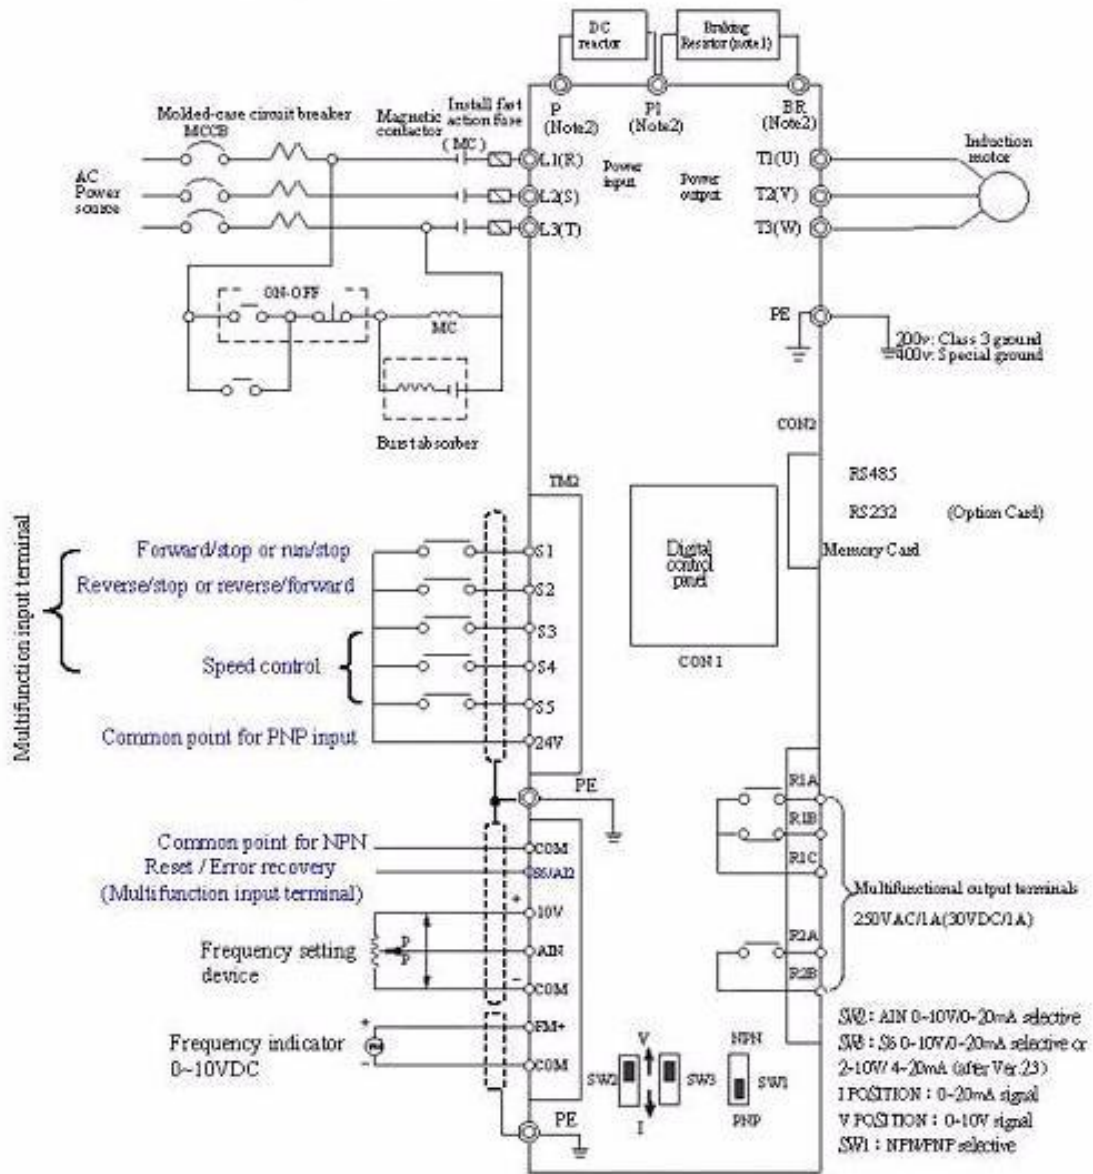 DC
reactor
Braking
Resistor (note1)
P
(Note2)
P1
(Note2)
BR
(Note2)
Molded-case circuit breaker
MCCB
Magnetic
contactor
(MC)
Install fast
action fuse
AC
Power
source
L1(R)
L2(S)
L3(T)
Power
input
Power
output
T1(U)
T2(V)
T3(W)
Induction
motor
ON-OFF
MC
Burst absorber
PE
200v: Class 3 ground
400v: Special ground
CON2
RS485
RS232
(Option Card)
Memory Card
Digital
control
panel
CON1
TM2
Multifunction input terminal
Forward/stop or run/stop
S1
Reverse/stop or reverse/forward
S2
S3
Speed control
S4
S5
Common point for PNP input
24V
PE
Common point for NPN
COM
Reset / Error recovery
(Multifunction input terminal)
S6/AI2
+
10V
Frequency setting
device
P
P
AIN
−
COM
+
FM+
Frequency indicator
0~10VDC
FM
−
COM
PE
R1A
R1B
R1C
Multifunctional output terminals
250VAC/1A(30VDC/1A)
R2A
R2B
V
SW2
SW3
I
NPN
SW1
PNP
SW2: AIN 0~10V/0~20mA selective
SW3: S6 0~10V/0~20mA selective or
2~10V/ 4~20mA (after Ver.2.3)
I POSITION: 0~20mA signal
V POSITION: 0~10V signal
SW1: NPN/PNP selective